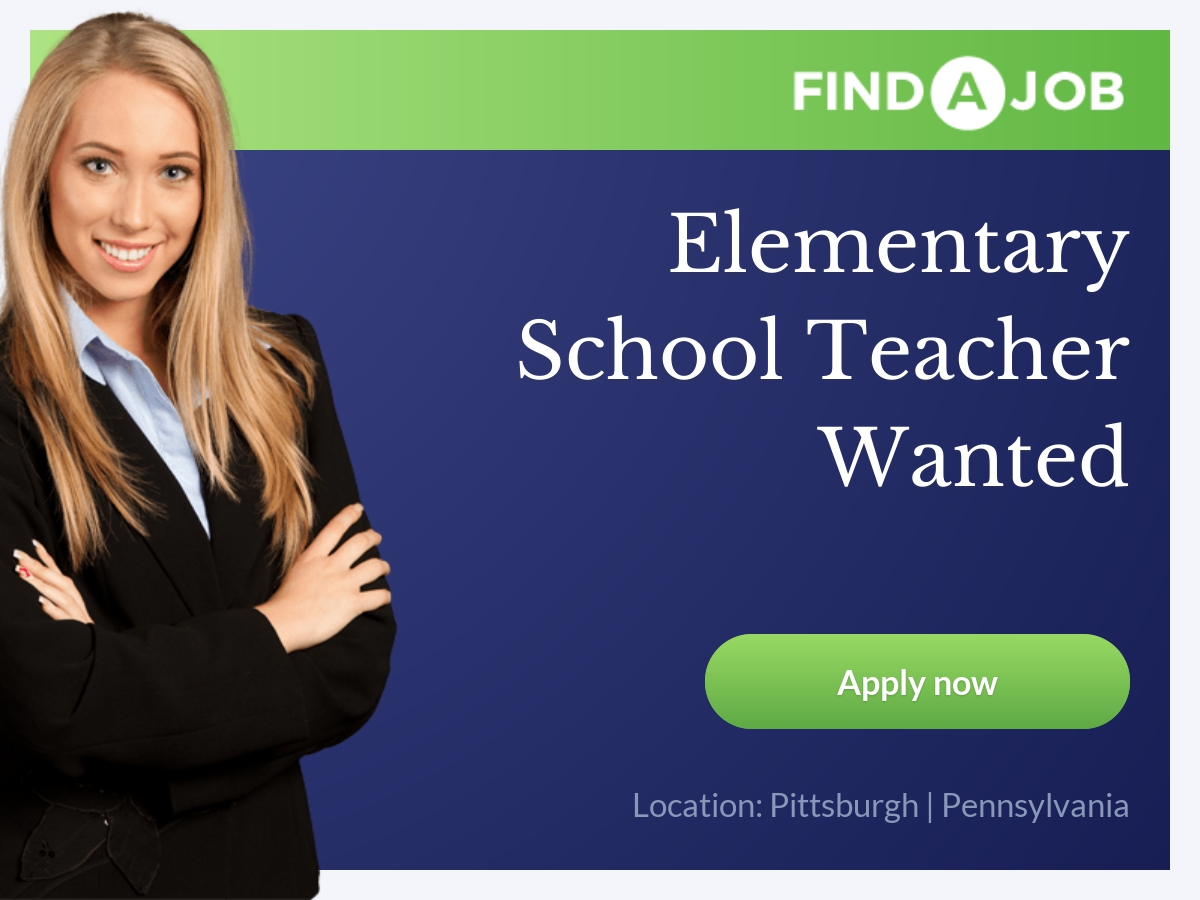 FIND A JOB
Elementary
School Teacher
Wanted
Apply now
Location: Pittsburgh | Pennsylvania